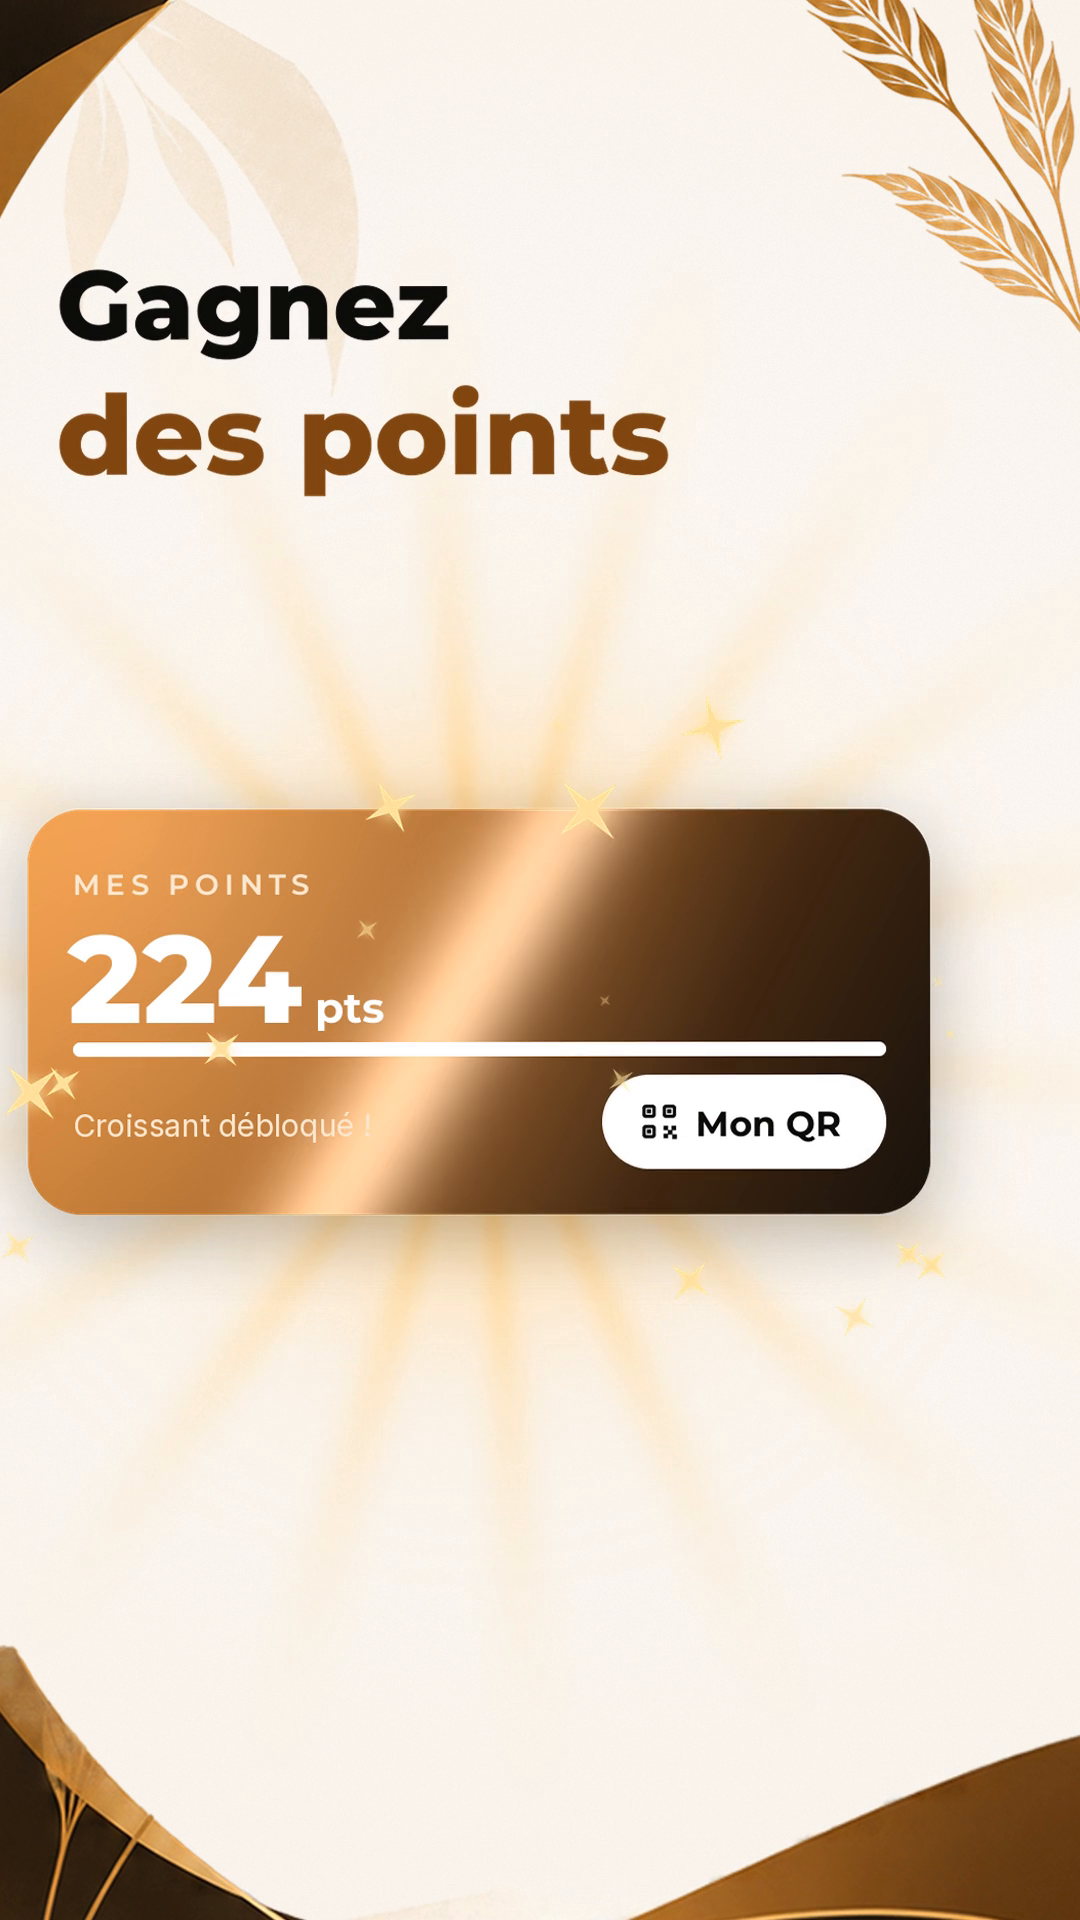 Gagnez
des points
MES POINTS
224 pts
Croissant débloqué !
Mon QR